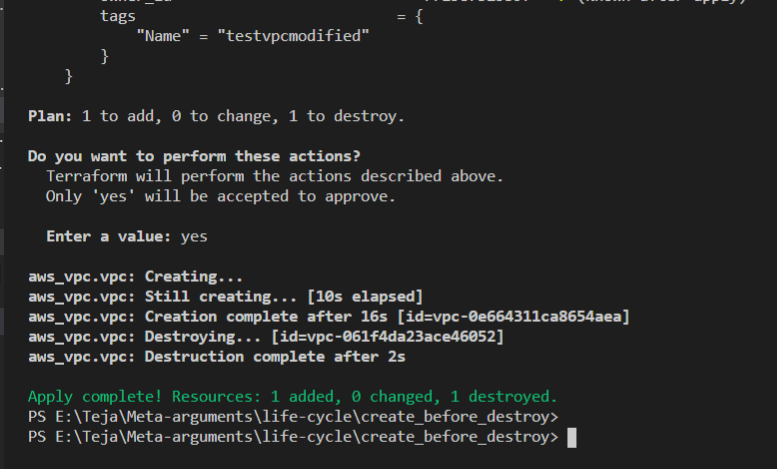 tags = {
"Name" = "testvpcmodified"
}
}
Plan: 1 to add, 0 to change, 1 to destroy.
Do you want to perform these actions?
Terraform will perform the actions described above.
Only 'yes' will be accepted to approve.
Enter a value: yes
aws_vpc.vpc: Creating...
aws_vpc.vpc: Still creating... [10s elapsed]
aws_vpc.vpc: Creation complete after 16s [id=vpc-0e664311ca8654aea]
aws_vpc.vpc: Destroying... [id=vpc-061f4da23ace46052]
aws_vpc.vpc: Destruction complete after 2s
Apply complete! Resources: 1 added, 0 changed, 1 destroyed.
PS E:\Teja\Meta-arguments\life-cycle\create_before_destroy>
PS E:\Teja\Meta-arguments\life-cycle\create_before_destroy>